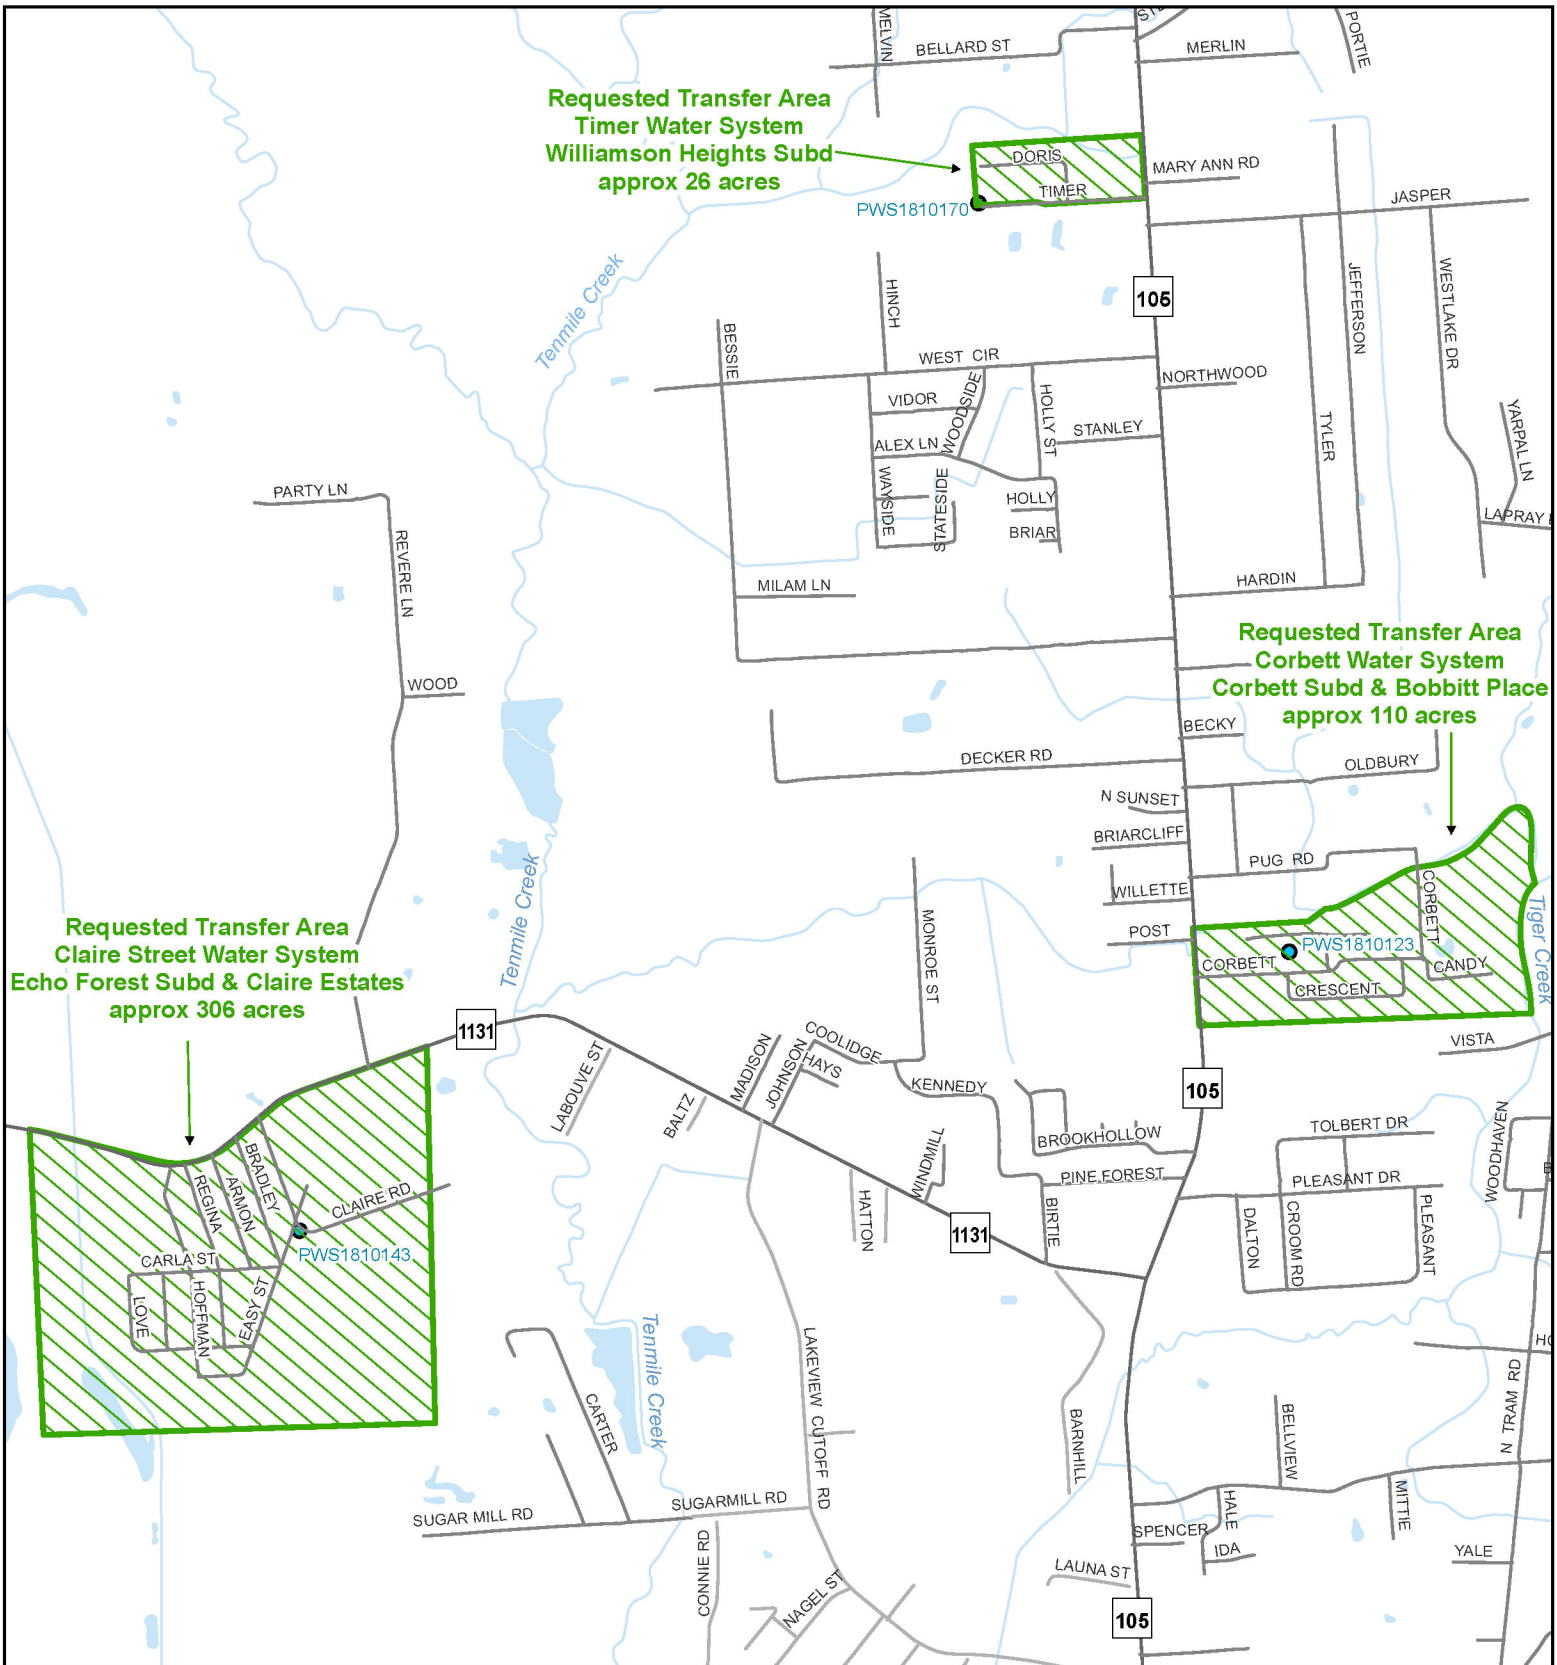 MELVIN
BELLARD ST
MERLIN
PORTIE
Requested Transfer Area
Timer Water System
Williamson Heights Subd
approx 26 acres
DORIS
TIMER
MARY ANN RD
PWS1810170
JASPER
Tenmile Creek
HINCH
105
JEFFERSON
WESTLAKE DR
BESSIE
WEST CIR
NORTHWOOD
VIDOR
WOODSIDE
HOLLY ST
STANLEY
TYLER
YARPAL LN
ALEX LN
WAYSIDE
STATESIDE
HOLLY
BRIAR
LAPRAY
PARTY LN
REVERE LN
MILAM LN
HARDIN
Requested Transfer Area
Corbett Water System
Corbett Subd & Bobbitt Place
approx 110 acres
WOOD
BECKY
DECKER RD
OLDBURY
N SUNSET
BRIARCLIFF
PUG RD
WILLETTE
CORBETT
Tenmile Creek
Tiger Creek
MONROE ST
POST
PWS1810123
CORBETT
CANDY
CRESCENT
Requested Transfer Area
Claire Street Water System
Echo Forest Subd & Claire Estates
approx 306 acres
1131
VISTA
LABOUVE ST
BALTZ
MADISON
JOHNSON
COOLIDGE
HAYS
KENNEDY
105
WINDMILL
BROOKHOLLOW
PINE FOREST
TOLBERT DR
WOODHAVEN
PLEASANT DR
BRADLEY
ARMON
REGINA
CLAIRE RD
PWS1810143
CARLA ST
LOVE
HOFFMAN
EASY ST
HATTON
1131
BIRTIE
DALTON
CROOM RD
PLEASANT
Tenmile Creek
LAKEVIEW CUTOFF RD
HO
N TRAM RD
CARTER
BARNHILL
BELLVIEW
SUGAR MILL RD
SUGARMILL RD
HALE
MITTIE
SPENCER
IDA
YALE
CONNIE RD
NAGEL ST
LAUNA ST
105